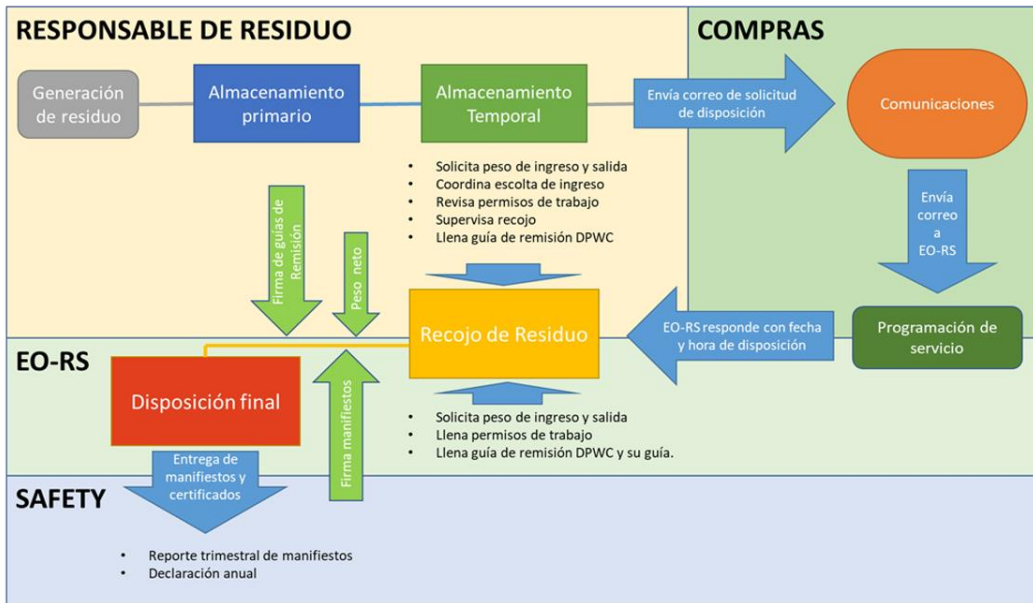 RESPONSABLE DE RESIDUO
COMPRAS
Generación
de residuo
Almacenamiento
primario
Almacenamiento
Temporal
Envía correo de solicitud
de disposición
Comunicaciones
• Solicita peso de ingreso y salida
• Coordina escolta de ingreso
• Revisa permisos de trabajo
• Supervisa recojo
• Llena guía de remisión DPWC
Firma de guias de
Remisión
Peso neto
Envía
correo
a
EO-RS
Recojo de Residuo
EO-RS responde con fecha
y hora de disposición
Programación de
servicio
EO-RS
Disposición final
Firma manifiestos
• Solicita peso de ingreso y salida
• Llena permisos de trabajo
• Llena guía de remisión DPWC y su guía.
Entrega de
manifiestos y
certificados
SAFETY
• Reporte trimestral de manifiestos
• Declaración anual